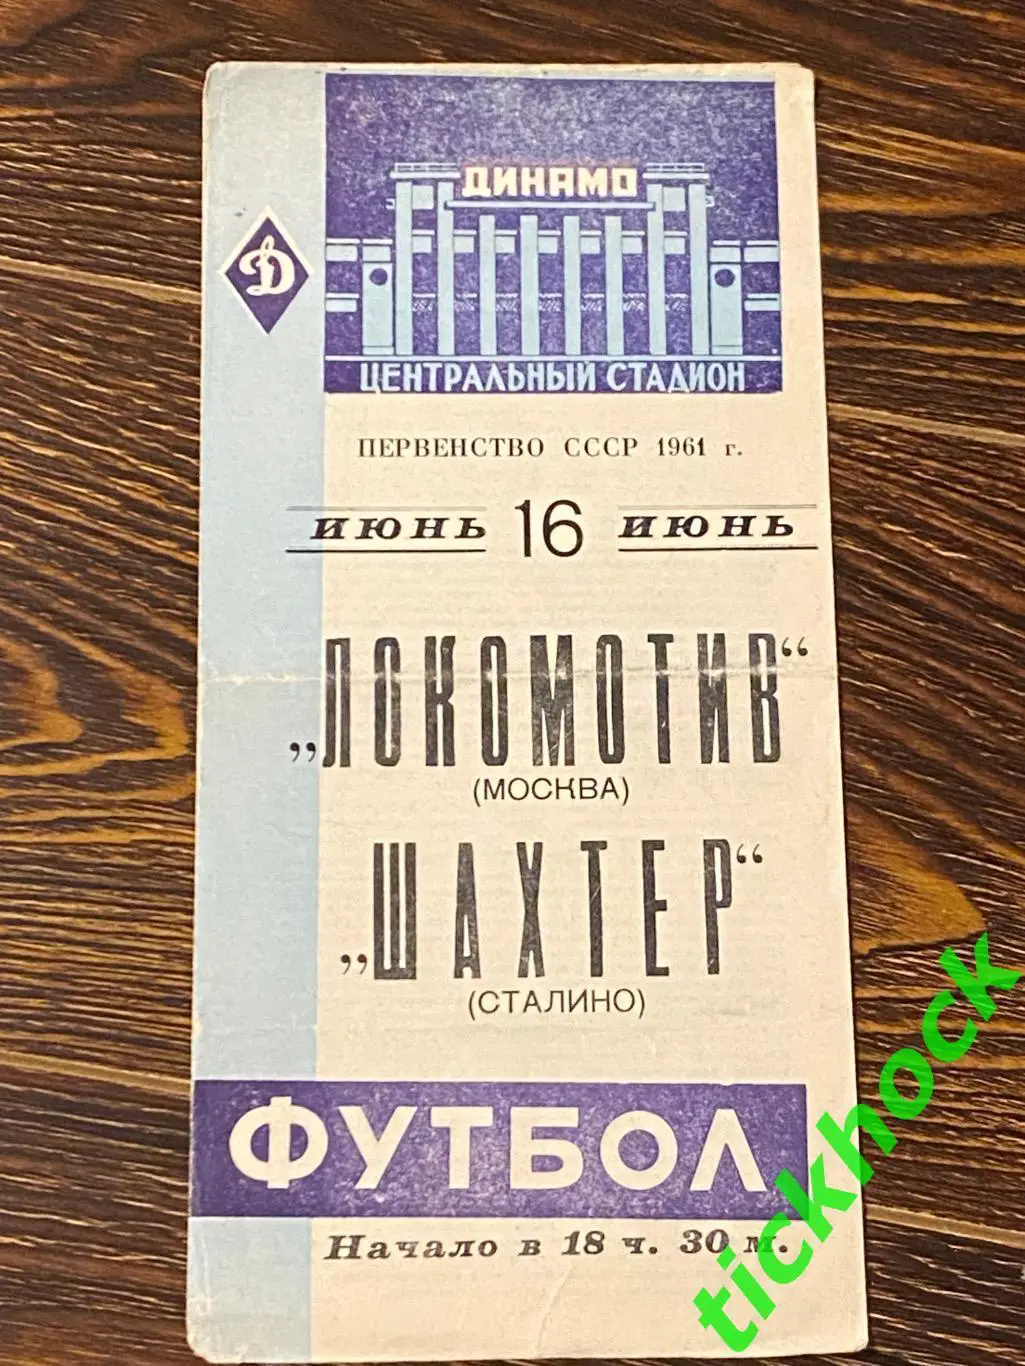 ДИНАМО
Д
ЦЕНТРАЛЬНЫЙ СТАДИОН
ПЕРВЕНСТВО СССР 1961 г.
ИЮНЬ 16 ИЮНЬ
„ЛОКОМОТИВ“
(МОСКВА)
„ШАХТЕР“
(СТАЛИНО)
ФУТБОЛ
Начало в 18 ч. 30 м.
tickhock